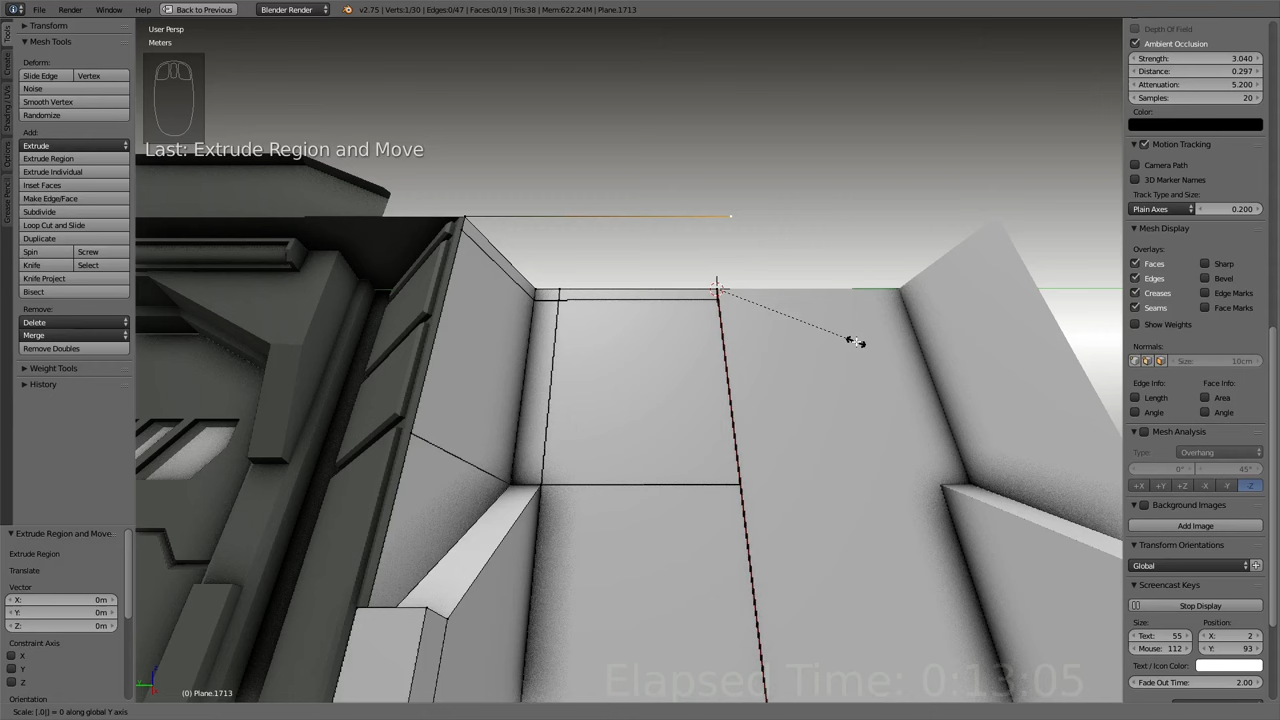 File Render Window Help Back to Previous Blender Render v2.75 | Verts:1/30 | Edges:0/47 | Faces:0/19 | Tris:38 | Mem:622.24M | Plane.1713
Tools
Create
Shading / UVs
Options
Grease Pencil
Transform
Mesh Tools
Deform:
Slide Edge Vertex
Noise
Smooth Vertex
Randomize
Add:
Extrude
Extrude Region
Extrude Individual
Inset Faces
Make Edge/Face
Subdivide
Loop Cut and Slide
Duplicate
Spin Screw
Knife Select
Knife Project
Bisect
Remove:
Delete
Merge
Remove Doubles
Weight Tools
History
Extrude Region and Move
Extrude Region
Translate
Vector
X: 0m
Y: 0m
Z: 0m
Constraint Axis
X
Y
Z
Orientation
User Persp
Meters
Last: Extrude Region and Move
Elapsed Time: 0:13:05
(0) Plane.1713
Scale: [.0|] = 0 along global Y axis
Depth Of Field
Ambient Occlusion
Strength: 3.040
Distance: 0.297
Attenuation: 5.200
Samples: 20
Color:
Motion Tracking
Camera Path
3D Marker Names
Track Type and Size:
Plain Axes 0.200
Mesh Display
Overlays:
Faces Sharp
Edges Bevel
Creases Edge Marks
Seams Face Marks
Show Weights
Normals:
Size: 10cm
Edge Info: Face Info:
Length Area
Angle Angle
Mesh Analysis
Type: Overhang
0° 45°
+X +Y +Z -X -Y -Z
Background Images
Add Image
Transform Orientations
Global
Screencast Keys
Stop Display
Size: Position:
Text: 55 X: 2
Mouse: 112 Y: 93
Text / Icon Color:
Fade Out Time: 2.00